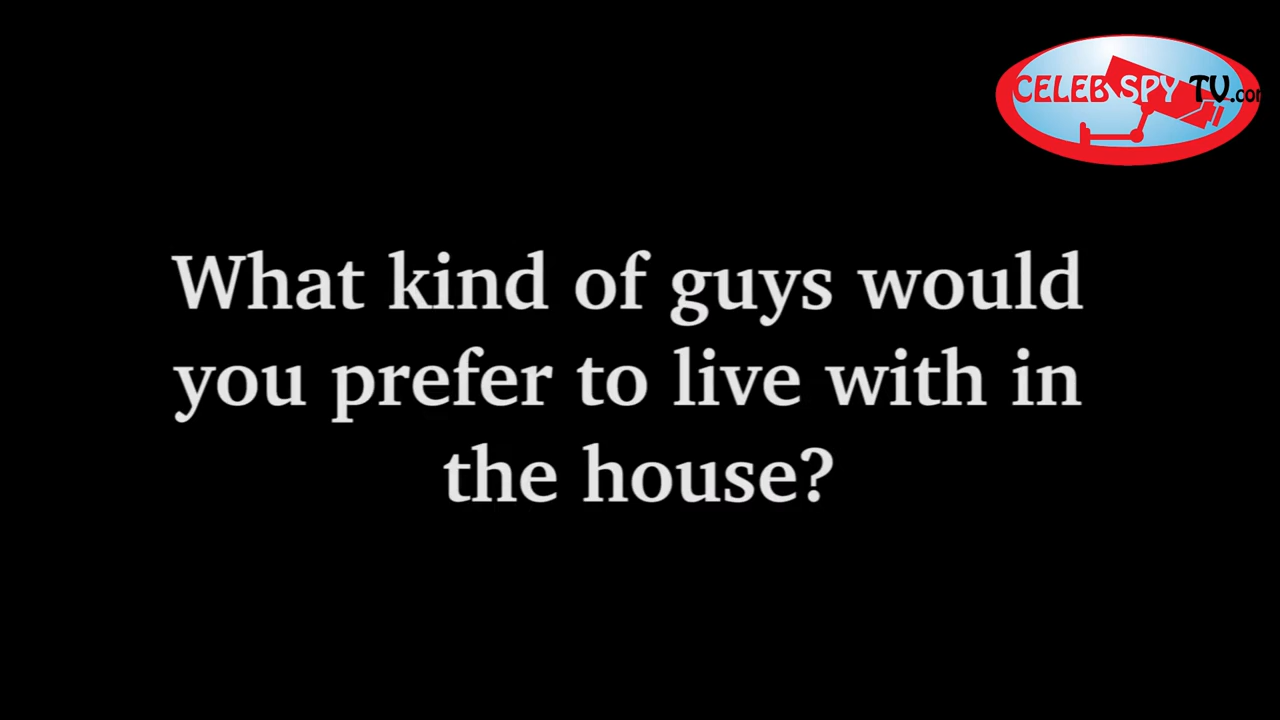 CELEB SPY TV.com
What kind of guys would
you prefer to live with in
the house?